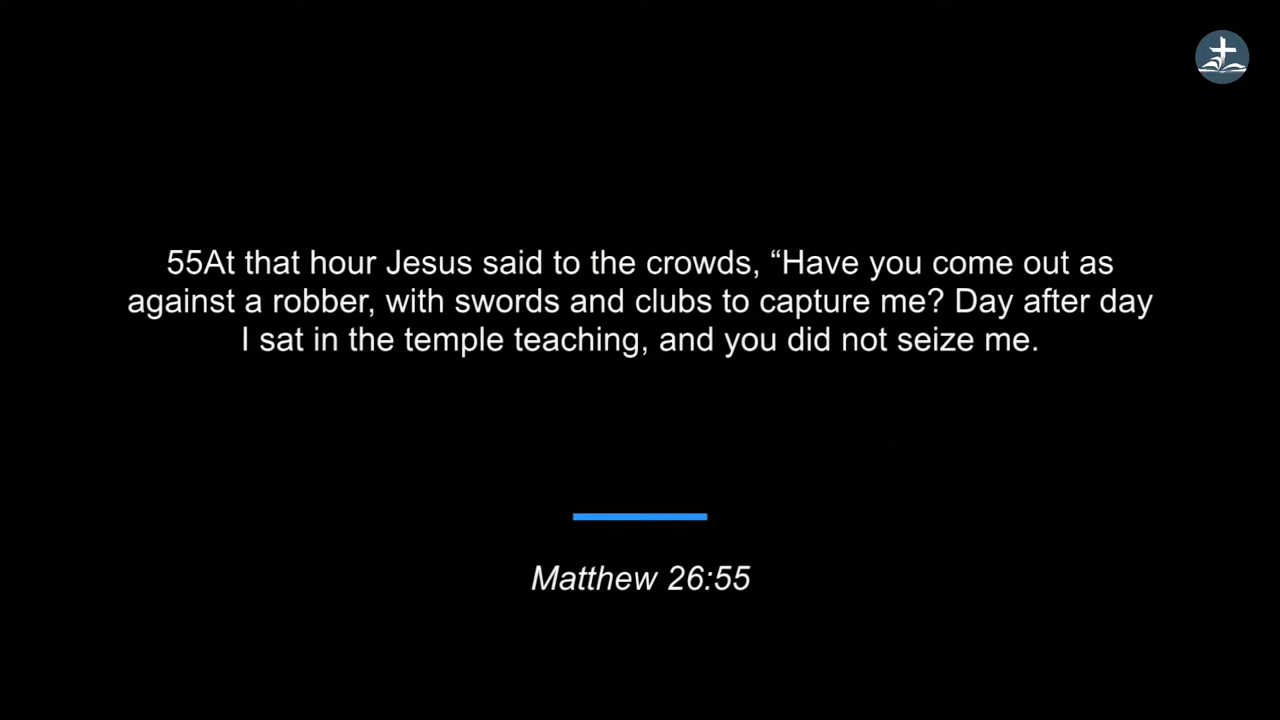 55At that hour Jesus said to the crowds, “Have you come out as
against a robber, with swords and clubs to capture me? Day after day
I sat in the temple teaching, and you did not seize me.
Matthew 26:55